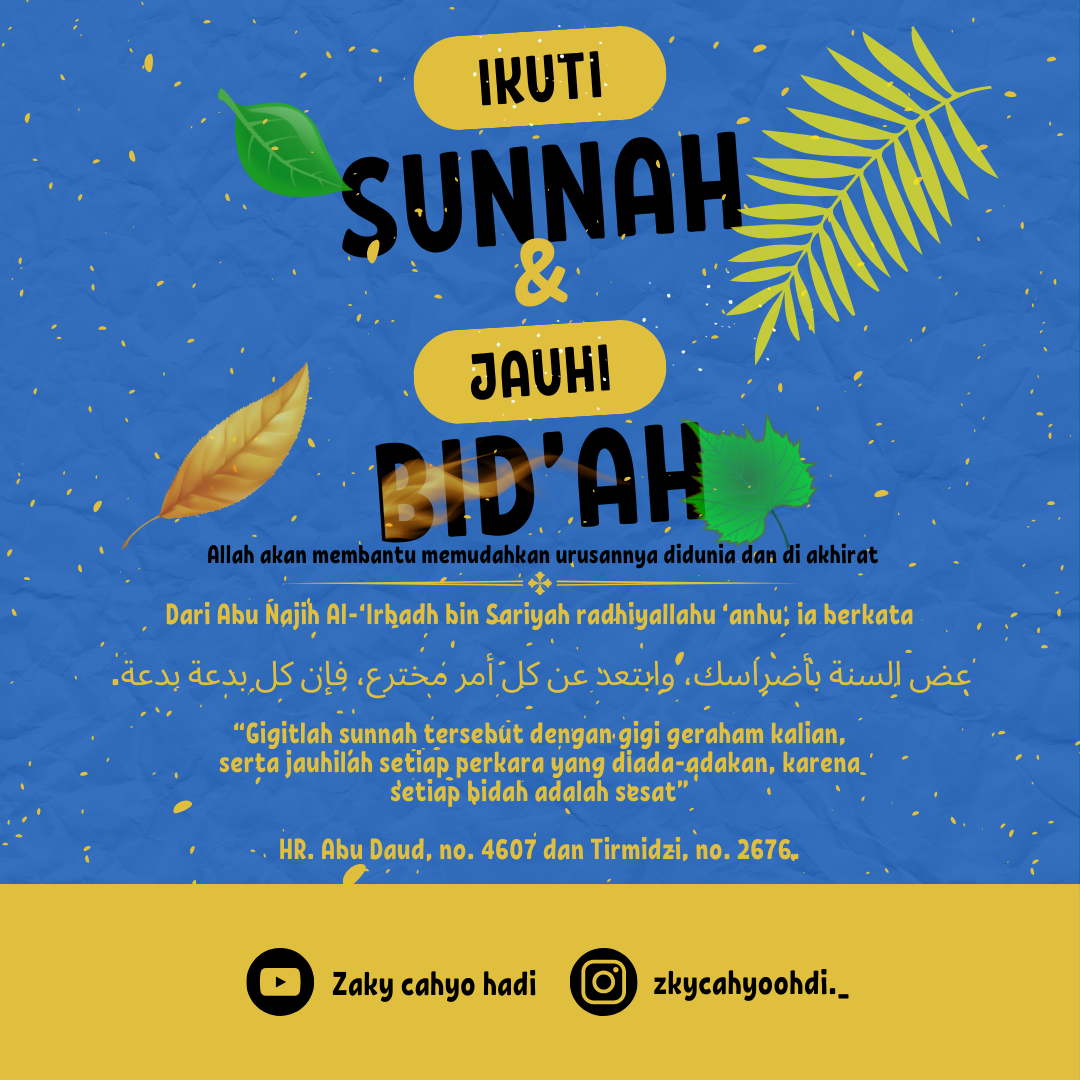 IKUTI
SUNNAH
&
JAUHI
BID'AH
Allah akan membantu memudahkan urusannya didunia dan di akhirat
Dari Abu Najih Al-‘Irbadh bin Sariyah radhiyallahu ‘anhu, ia berkata
عض السنة بأضراسك، وابتعد عن كل أمر مخترع، فإن كل بدعة بدعة.
“Gigitlah sunnah tersebut dengan gigi geraham kalian,
serta jauhilah setiap perkara yang diada-adakan, karena
setiap bidah adalah sesat”
HR. Abu Daud, no. 4607 dan Tirmidzi, no. 2676.
Zaky cahyo hadi
zkycahyoohdi._